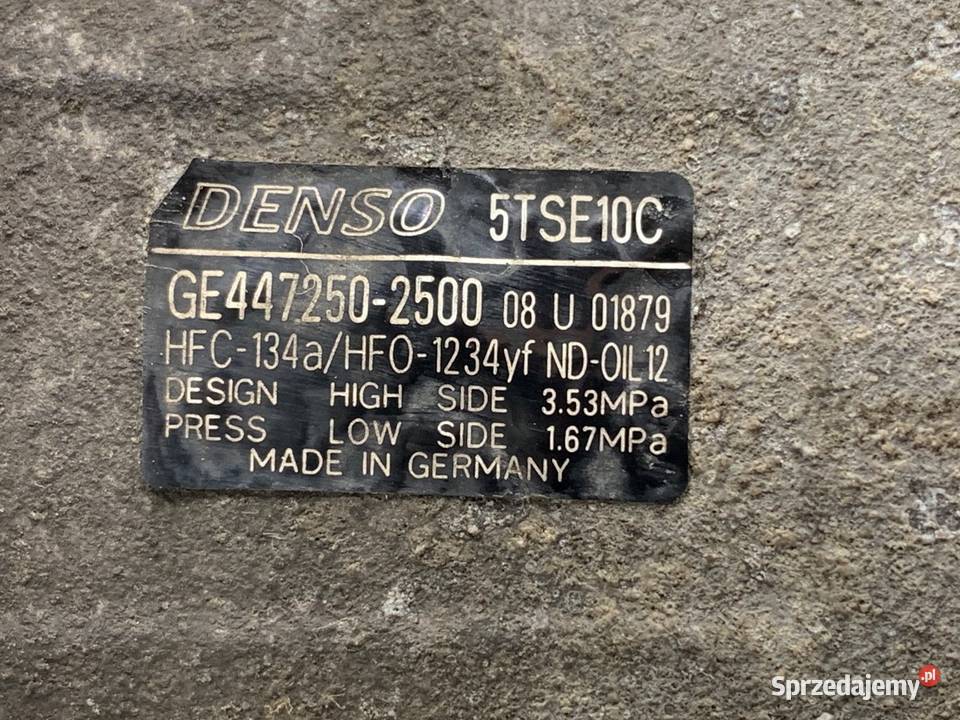 DENSO 5TSE10C
GE447250-2500 08 U 01879
HFC-134a/HFO-1234yf ND-OIL12
DESIGN HIGH SIDE 3.53MPa
PRESS LOW SIDE 1.67MPa
MADE IN GERMANY
Sprzedajemy.pl